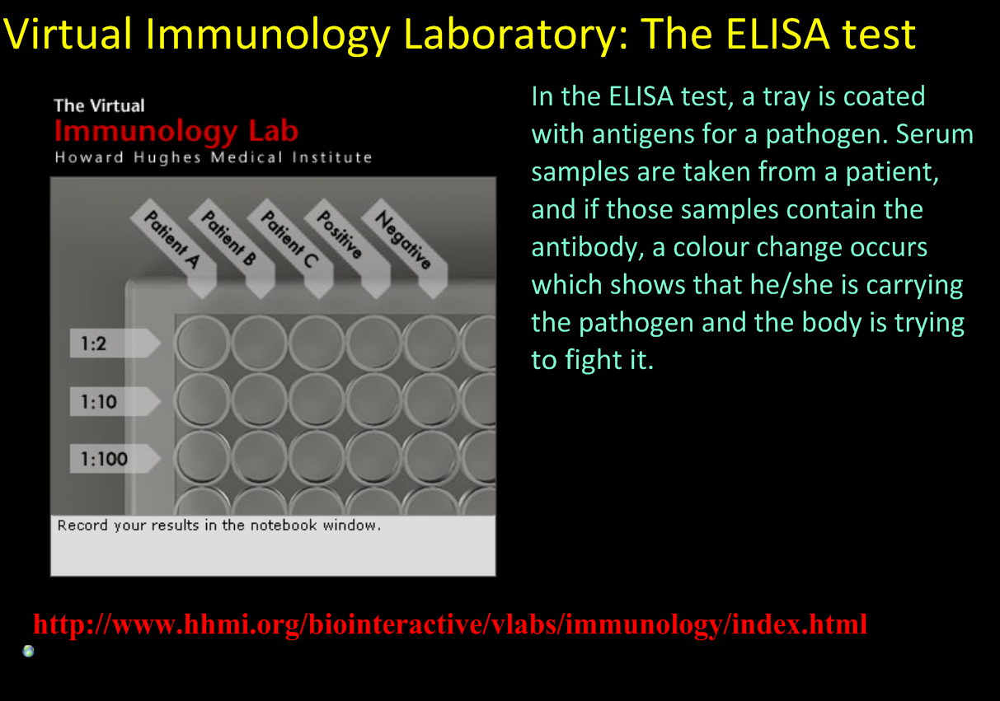 Virtual Immunology Laboratory: The ELISA test
The Virtual
Immunology Lab
Howard Hughes Medical Institute
Patient A
Patient B
Patient C
Positive
Negative
1:2
1:10
1:100
Record your results in the notebook window.
In the ELISA test, a tray is coated
with antigens for a pathogen. Serum
samples are taken from a patient,
and if those samples contain the
antibody, a colour change occurs
which shows that he/she is carrying
the pathogen and the body is trying
to fight it.
http://www.hhmi.org/biointeractive/vlabs/immunology/index.html